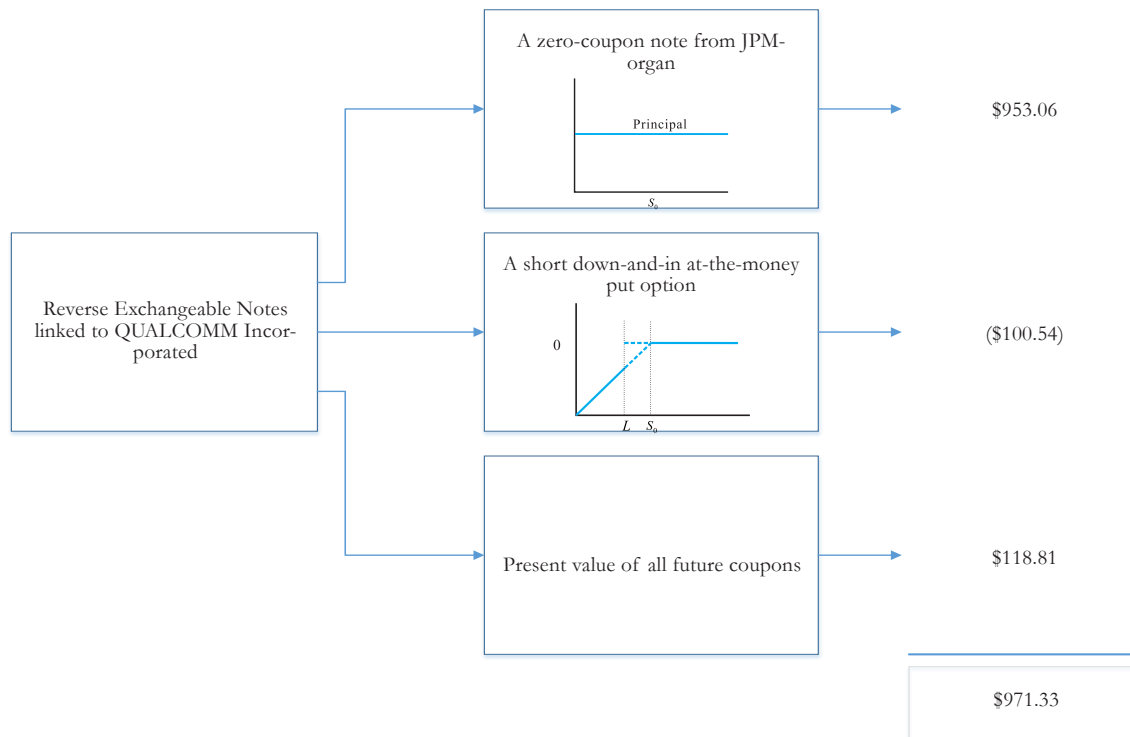 A zero-coupon note from JPM-
organ
Principal
S₀
$953.06
Reverse Exchangeable Notes
linked to QUALCOMM Incor-
porated
A short down-and-in at-the-money
put option
0
L S₀
($100.54)
Present value of all future coupons
$118.81
$971.33